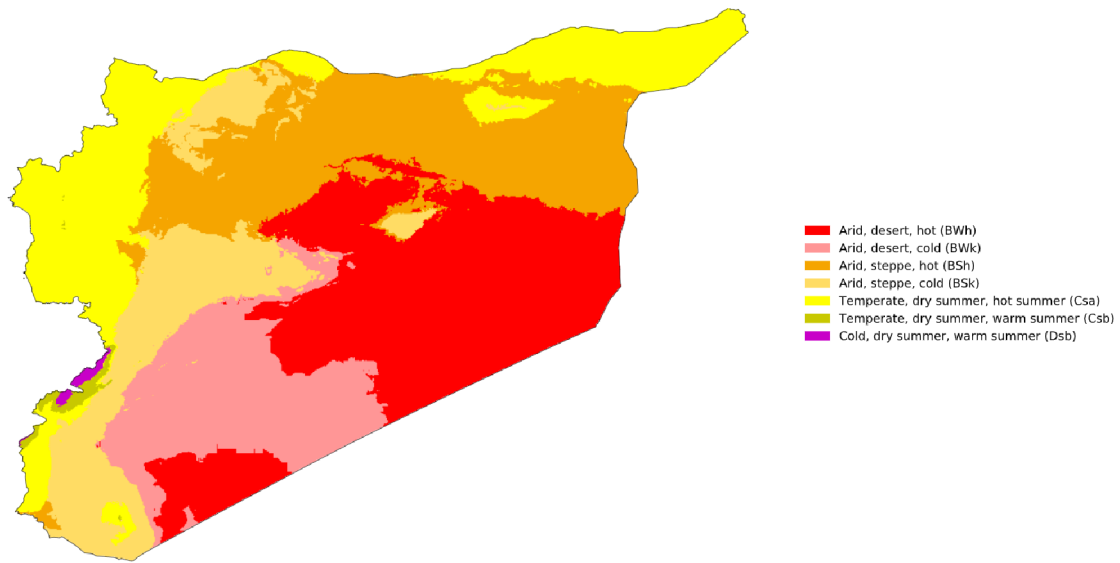 Arid, desert, hot (BWh)
Arid, desert, cold (BWk)
Arid, steppe, hot (BSh)
Arid, steppe, cold (BSk)
Temperate, dry summer, hot summer (Csa)
Temperate, dry summer, warm summer (Csb)
Cold, dry summer, warm summer (Dsb)